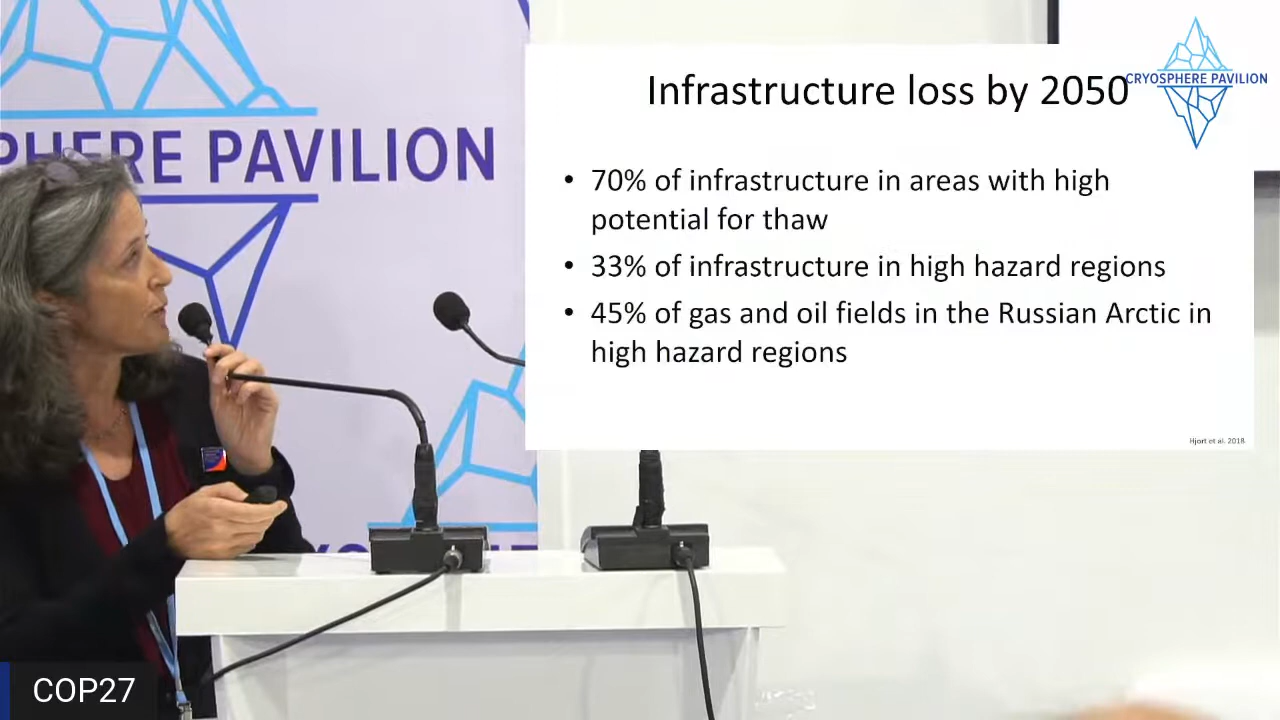 PHERE PAVILION
Infrastructure loss by 2050
CRYOSPHERE PAVILION
• 70% of infrastructure in areas with high
potential for thaw
• 33% of infrastructure in high hazard regions
• 45% of gas and oil fields in the Russian Arctic in
high hazard regions
Hjort et al. 2018
COP27